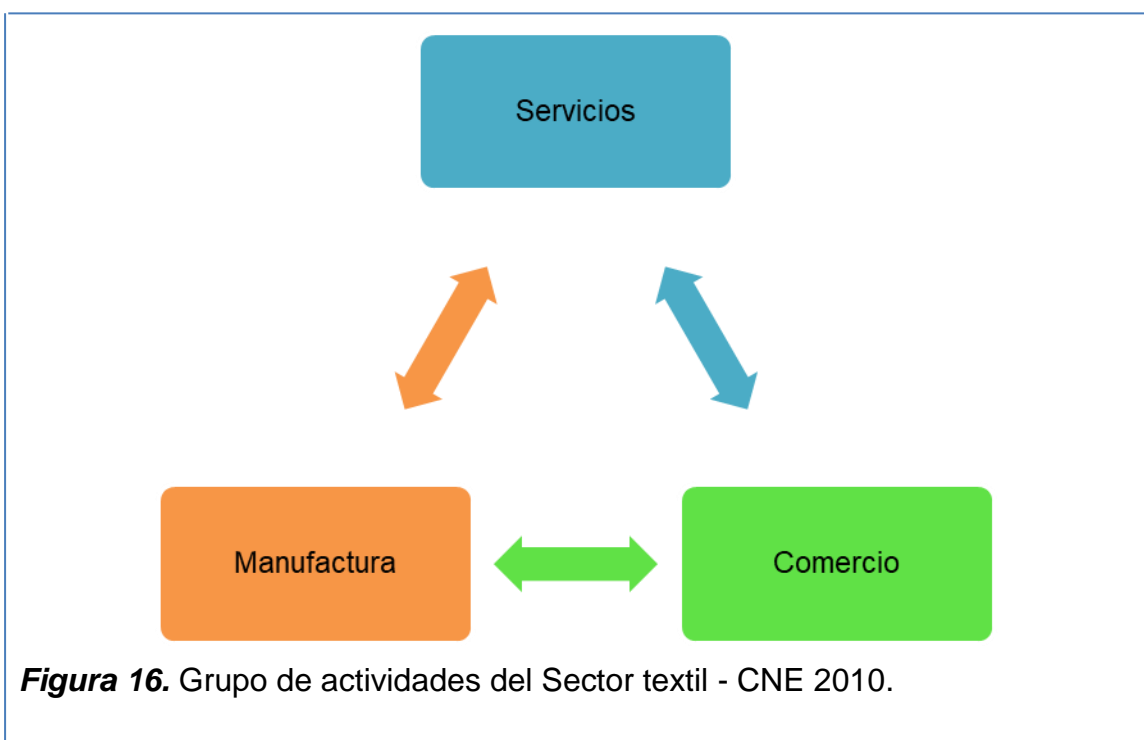 Servicios
Manufactura
Comercio
Figura 16. Grupo de actividades del Sector textil - CNE 2010.